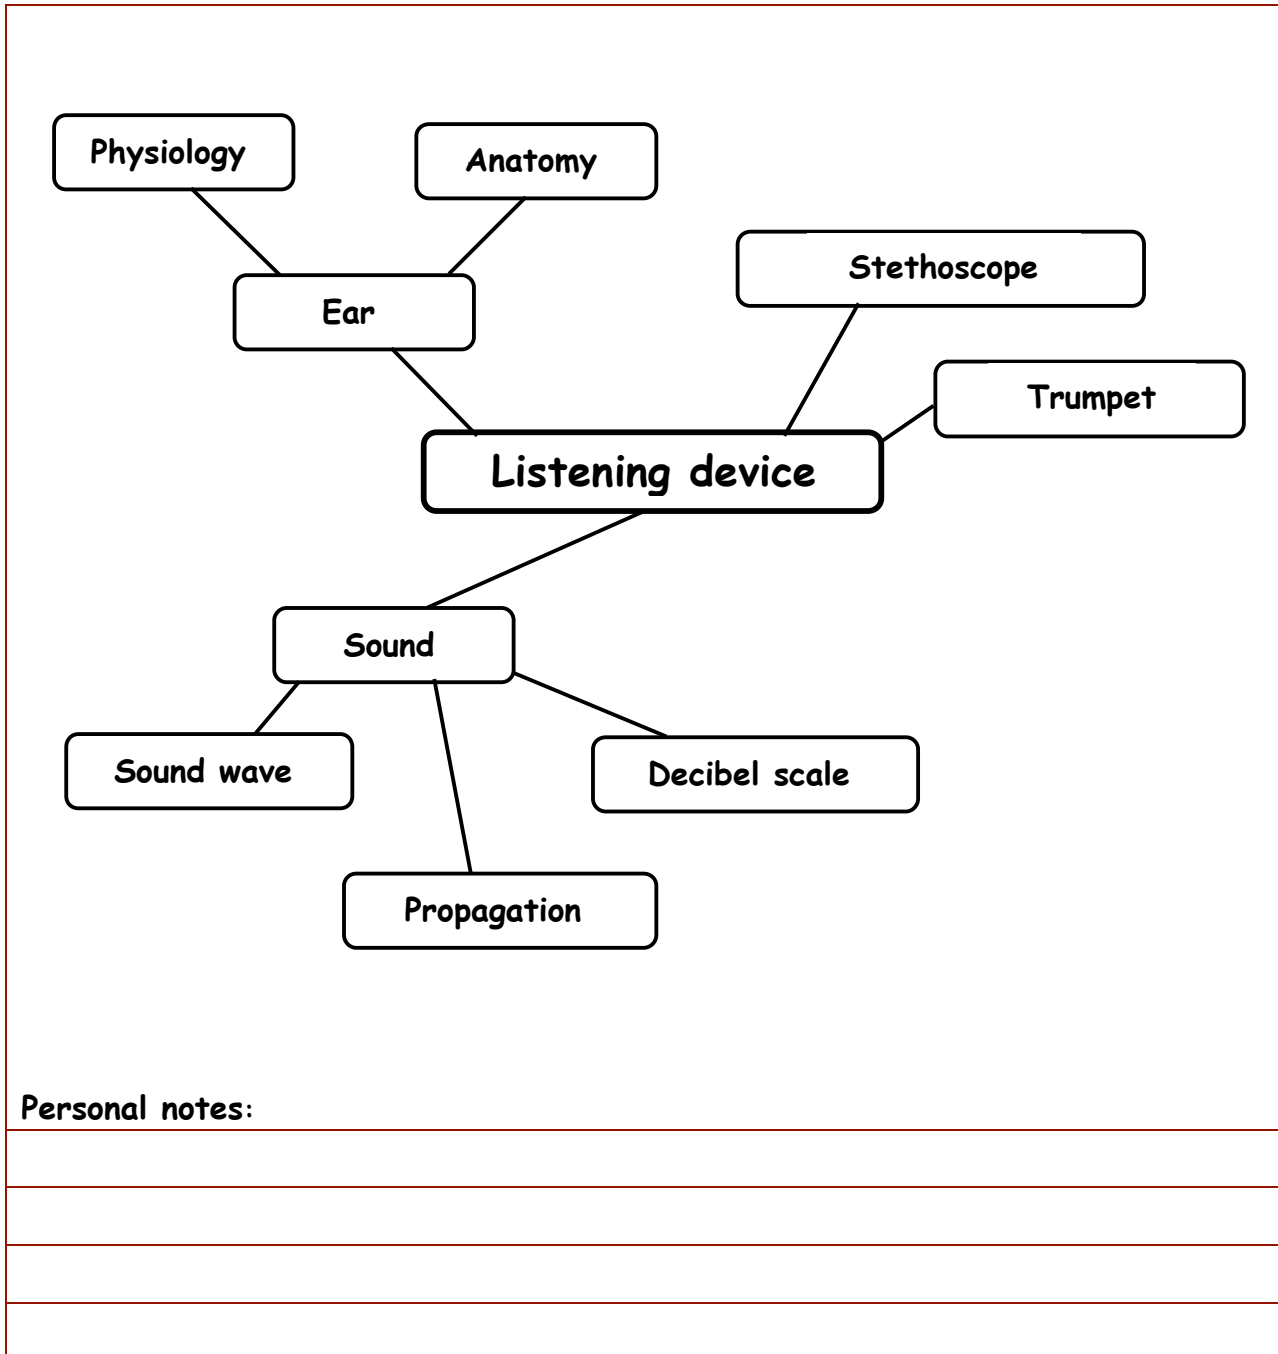 Physiology
Anatomy
Stethoscope
Ear
Trumpet
Listening device
Sound
Sound wave
Decibel scale
Propagation
Personal notes: